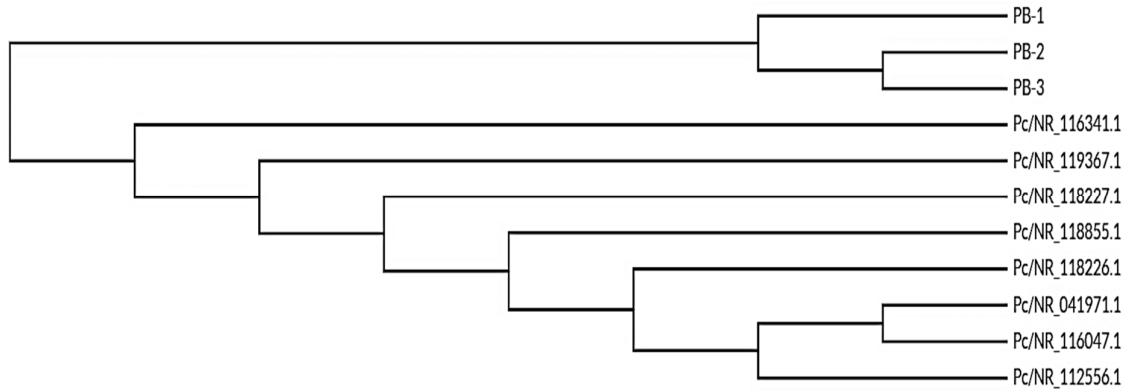 PB-1
PB-2
PB-3
Pc/NR_116341.1
Pc/NR_119367.1
Pc/NR_118227.1
Pc/NR_118855.1
Pc/NR_118226.1
Pc/NR_041971.1
Pc/NR_116047.1
Pc/NR_112556.1